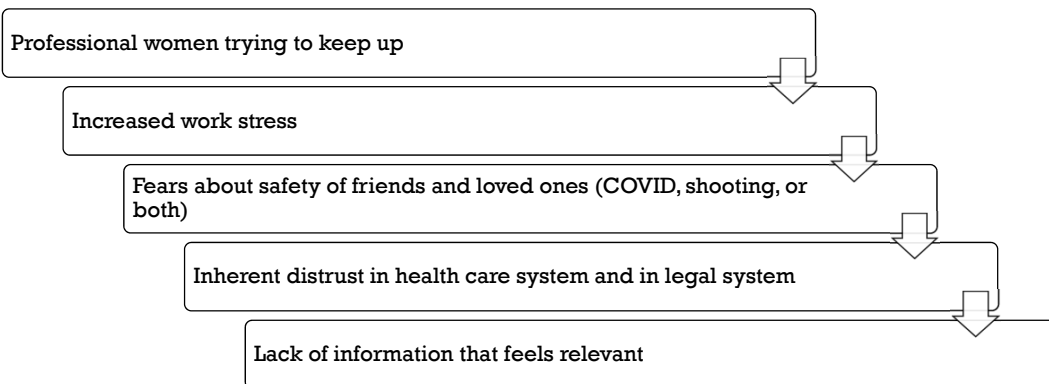 Professional women trying to keep up
Increased work stress
Fears about safety of friends and loved ones (COVID, shooting, or
both)
Inherent distrust in health care system and in legal system
Lack of information that feels relevant